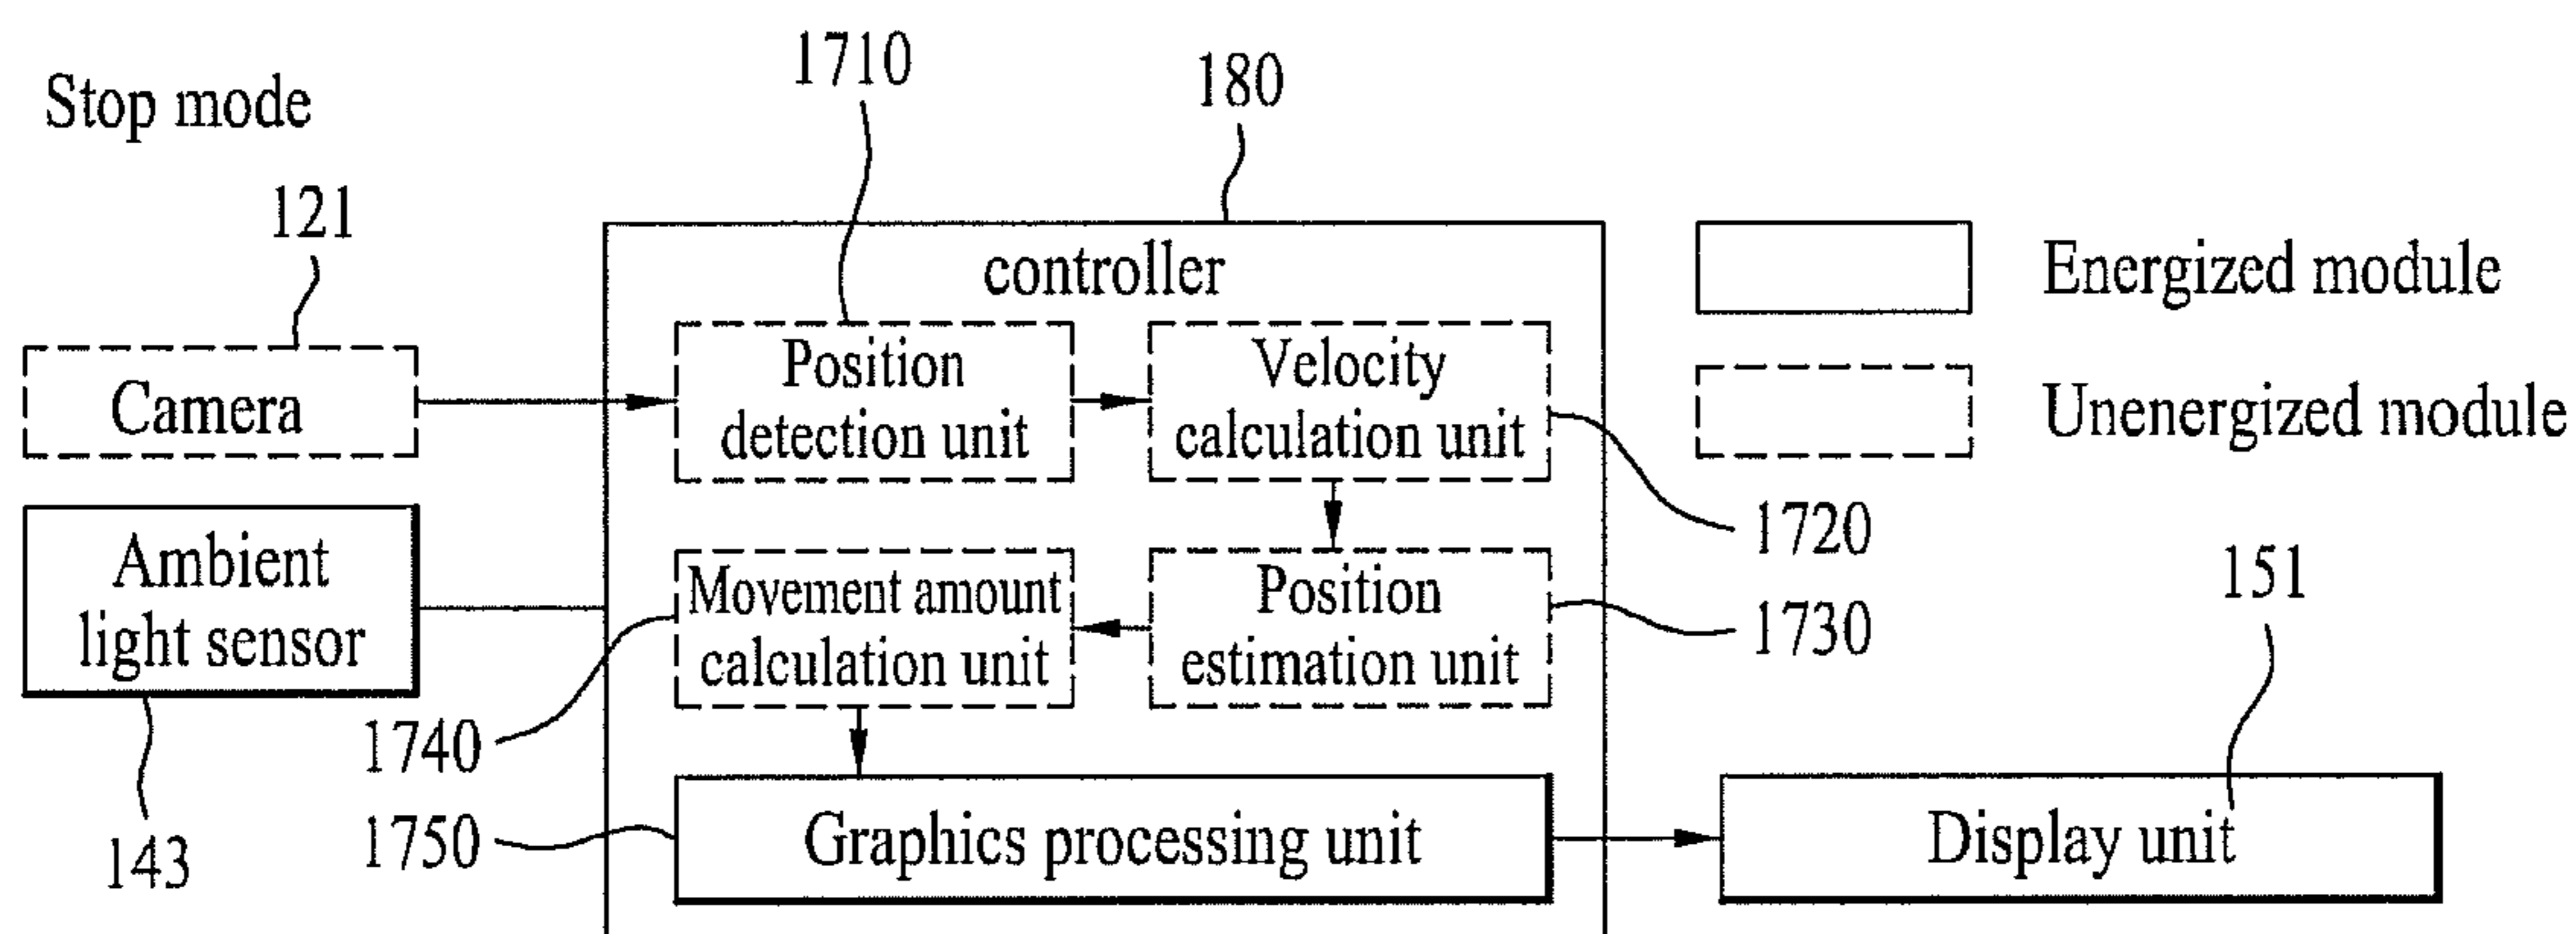 Stop mode
1710
180
121
controller
Energized module
Camera
Position
detection unit
Velocity
calculation unit
Unenergized module
Ambient
light sensor
Movement amount
calculation unit
Position
estimation unit
1720
1730
151
1740
1750
143
Graphics processing unit
Display unit